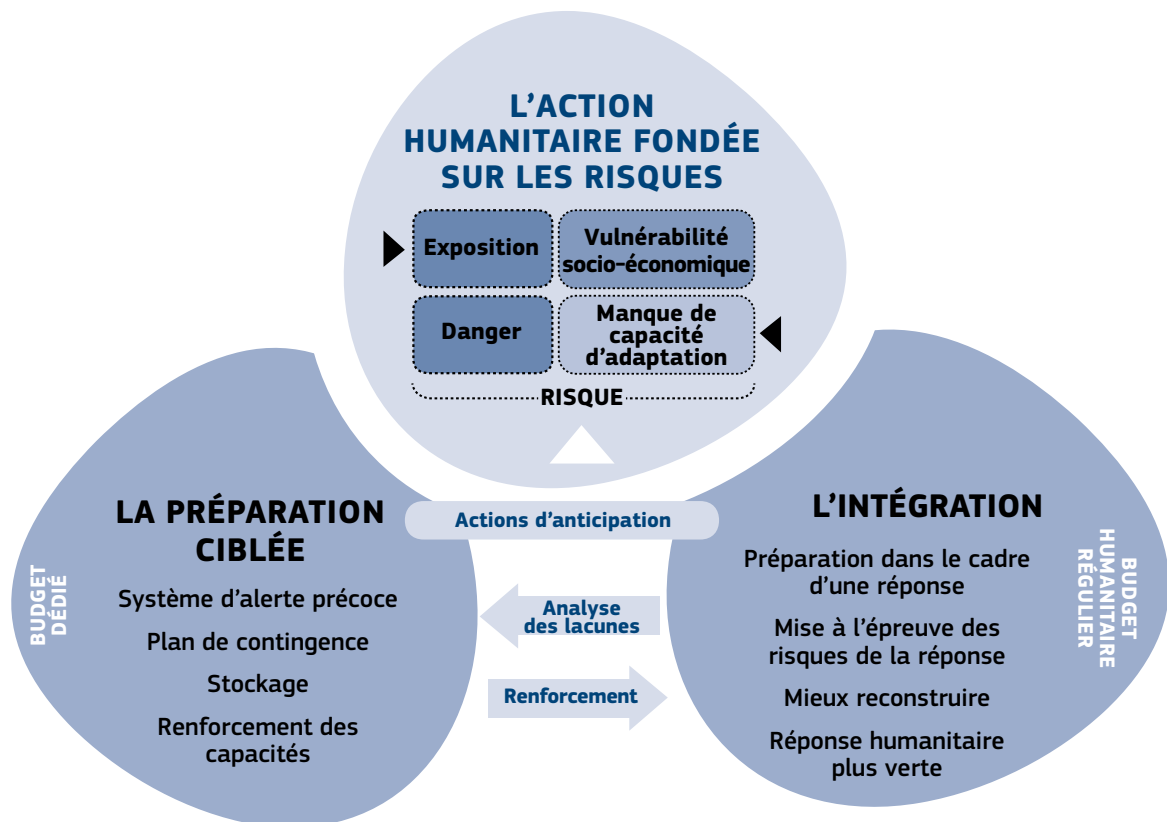 L'ACTION
HUMANITAIRE FONDÉE
SUR LES RISQUES
Exposition
Vulnérabilité
socio-économique
Danger
Manque de
capacité
d'adaptation
RISQUE
LA PRÉPARATION
CIBLÉE
Système d'alerte précoce
Plan de contingence
Stockage
Renforcement des
capacités
BUDGET
DÉDIÉ
Actions d'anticipation
Analyse
des lacunes
Renforcement
L'INTÉGRATION
Préparation dans le cadre
d'une réponse
Mise à l'épreuve des
risques de la réponse
Mieux reconstruire
Réponse humanitaire
plus verte
BUDGET
HUMANITAIRE
RÉGULIER